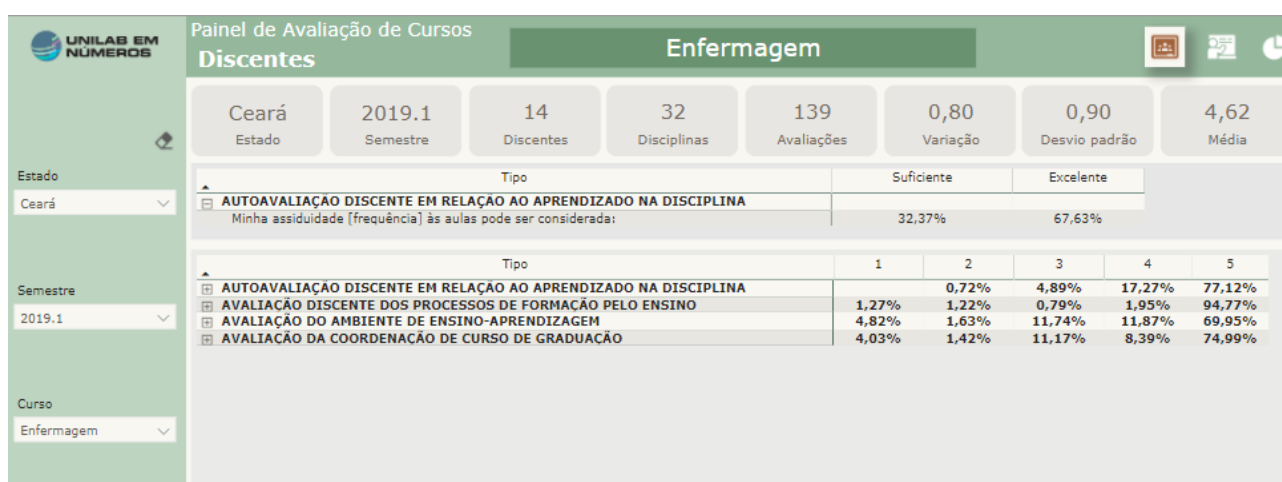 UNILAB EM
NÚMEROS
Painel de Avaliação de Cursos
Discentes
Enfermagem
Ceará 2019.1 14 32 139 0,80 0,90 4,62
Estado Semestre Discentes Disciplinas Avaliações Variação Desvio padrão Média
Estado
Ceará
Semestre
2019.1
Curso
Enfermagem
Tipo Suficiente Excelente
AUTOAVALIAÇÃO DISCENTE EM RELAÇÃO AO APRENDIZADO NA DISCIPLINA
Minha assiduidade [frequência] às aulas pode ser considerada: 32,37% 67,63%
Tipo 1 2 3 4 5
AUTOAVALIAÇÃO DISCENTE EM RELAÇÃO AO APRENDIZADO NA DISCIPLINA 0,72% 4,89% 17,27% 77,12%
AVALIAÇÃO DISCENTE DOS PROCESSOS DE FORMAÇÃO PELO ENSINO 1,27% 1,22% 0,79% 1,95% 94,77%
AVALIAÇÃO DO AMBIENTE DE ENSINO-APRENDIZAGEM 4,82% 1,63% 11,74% 11,87% 69,95%
AVALIAÇÃO DA COORDENAÇÃO DE CURSO DE GRADUAÇÃO 4,03% 1,42% 11,17% 8,39% 74,99%